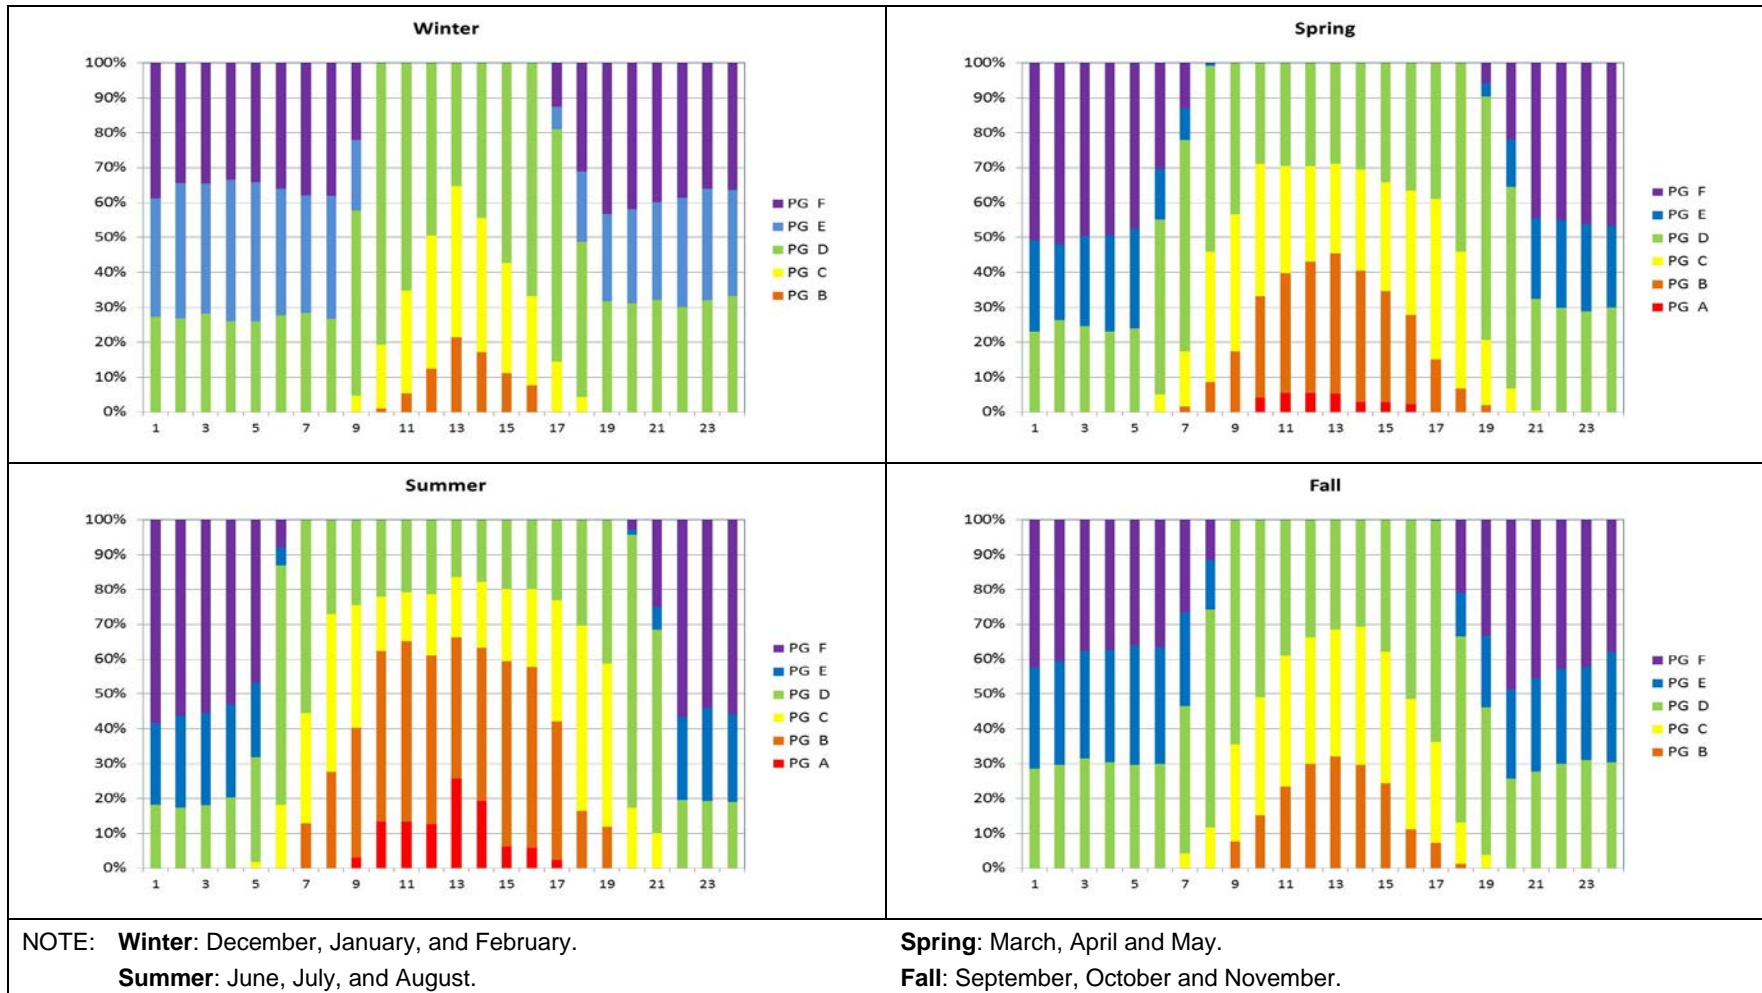 Winter
100%
90%
80%
70%
60%
50%
40%
30%
20%
10%
0%
1 3 5 7 9 11 13 15 17 19 21 23
PG F
PG E
PG D
PG C
PG B
Spring
100%
90%
80%
70%
60%
50%
40%
30%
20%
10%
0%
1 3 5 7 9 11 13 15 17 19 21 23
PG F
PG E
PG D
PG C
PG B
PG A
Summer
100%
90%
80%
70%
60%
50%
40%
30%
20%
10%
0%
1 3 5 7 9 11 13 15 17 19 21 23
PG F
PG E
PG D
PG C
PG B
PG A
Fall
100%
90%
80%
70%
60%
50%
40%
30%
20%
10%
0%
1 3 5 7 9 11 13 15 17 19 21 23
PG F
PG E
PG D
PG C
PG B
NOTE: Winter: December, January, and February. Spring: March, April and May.
Summer: June, July, and August. Fall: September, October and November.